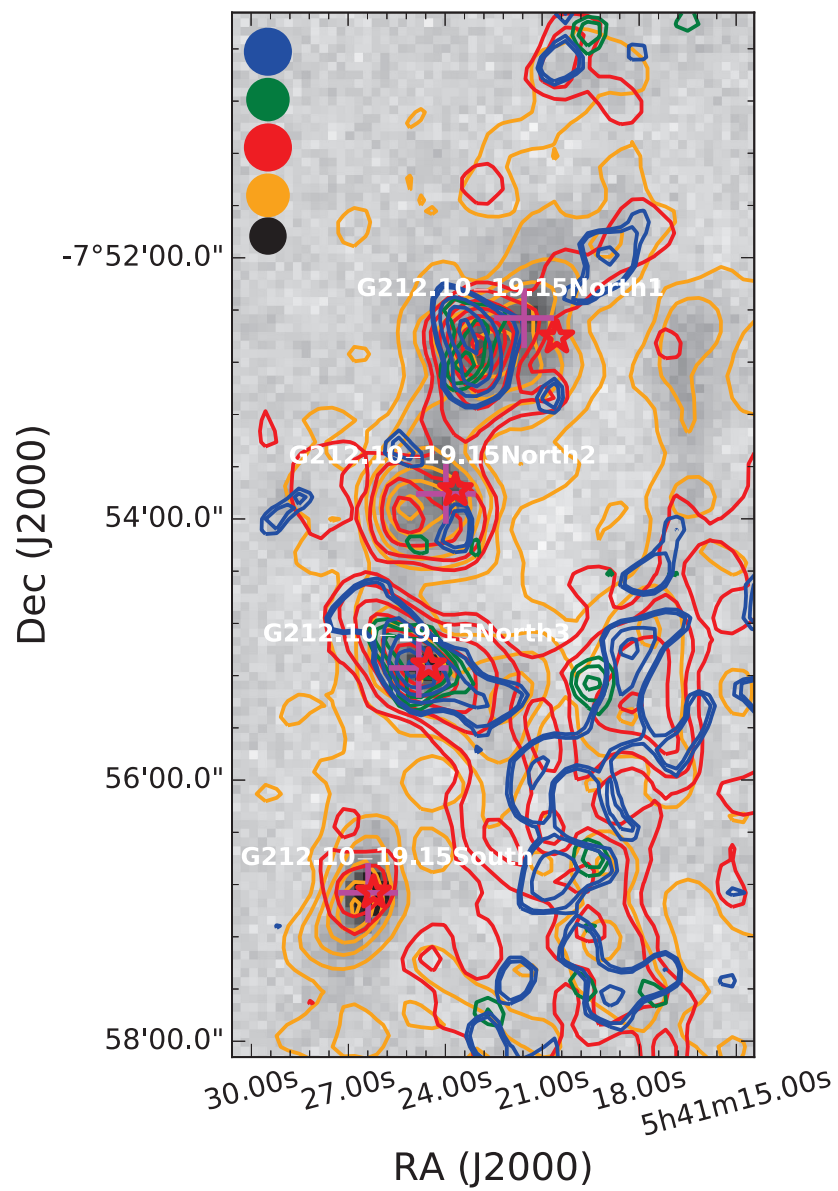 -7°52'00.0"
G212.10−19.15North1
G212.10−19.15North2
54'00.0"
G212.10−19.15North3
56'00.0"
G212.10−19.15South
58'00.0"
30.00s
27.00s
24.00s
21.00s
18.00s
5h41m15.00s
Dec (J2000)
RA (J2000)